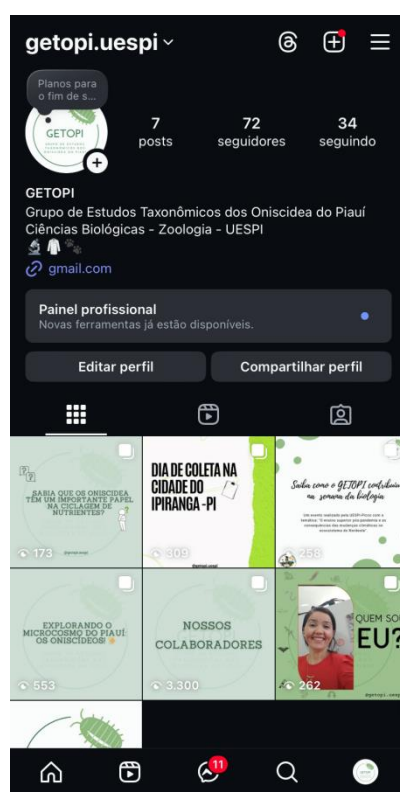 getopi.uespi
Planos para
o fim de s...
GETOPI
7
posts
72
seguidores
34
seguindo
GETOPI
Grupo de Estudos Taxonômicos dos Oniscidea do Piauí
Ciências Biológicas - Zoologia - UESPI
gmail.com
Painel profissional
Novas ferramentas já estão disponíveis.
Editar perfil
Compartilhar perfil
SABIA QUE OS ONISCIDEA
TÊM UM IMPORTANTE PAPEL
NA CICLAGEM DE
NUTRIENTES?
173
DIA DE COLETA NA
CIDADE DO
IPIRANGA -PI
309
Saiba como o GETOPI contribuiu
na semana da biologia
258
EXPLORANDO O
MICROCOSMO DO PIAUÍ:
OS ONISCÍDEOS!
553
NOSSOS
COLABORADORES
3.300
QUEM SOU
EU?
262
@getopi.uesp
11